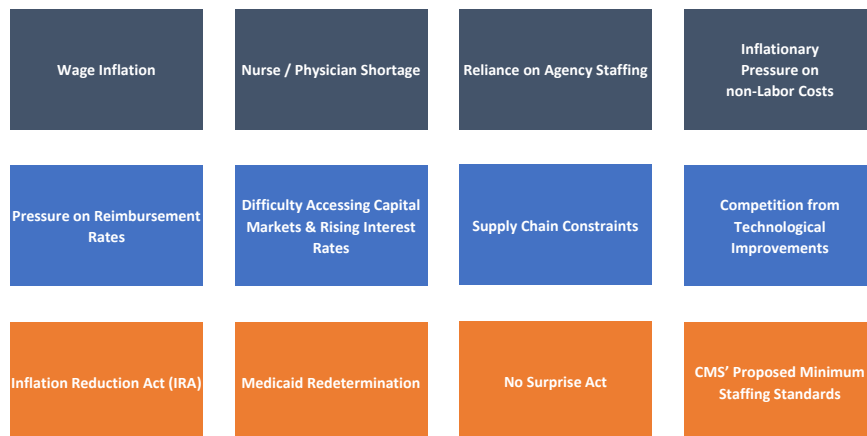 Wage Inflation
Nurse / Physician Shortage
Reliance on Agency Staffing
Inflationary
Pressure on
non-Labor Costs
Pressure on Reimbursement
Rates
Difficulty Accessing Capital
Markets & Rising Interest
Rates
Supply Chain Constraints
Competition from
Technological
Improvements
Inflation Reduction Act (IRA)
Medicaid Redetermination
No Surprise Act
CMS’ Proposed Minimum
Staffing Standards